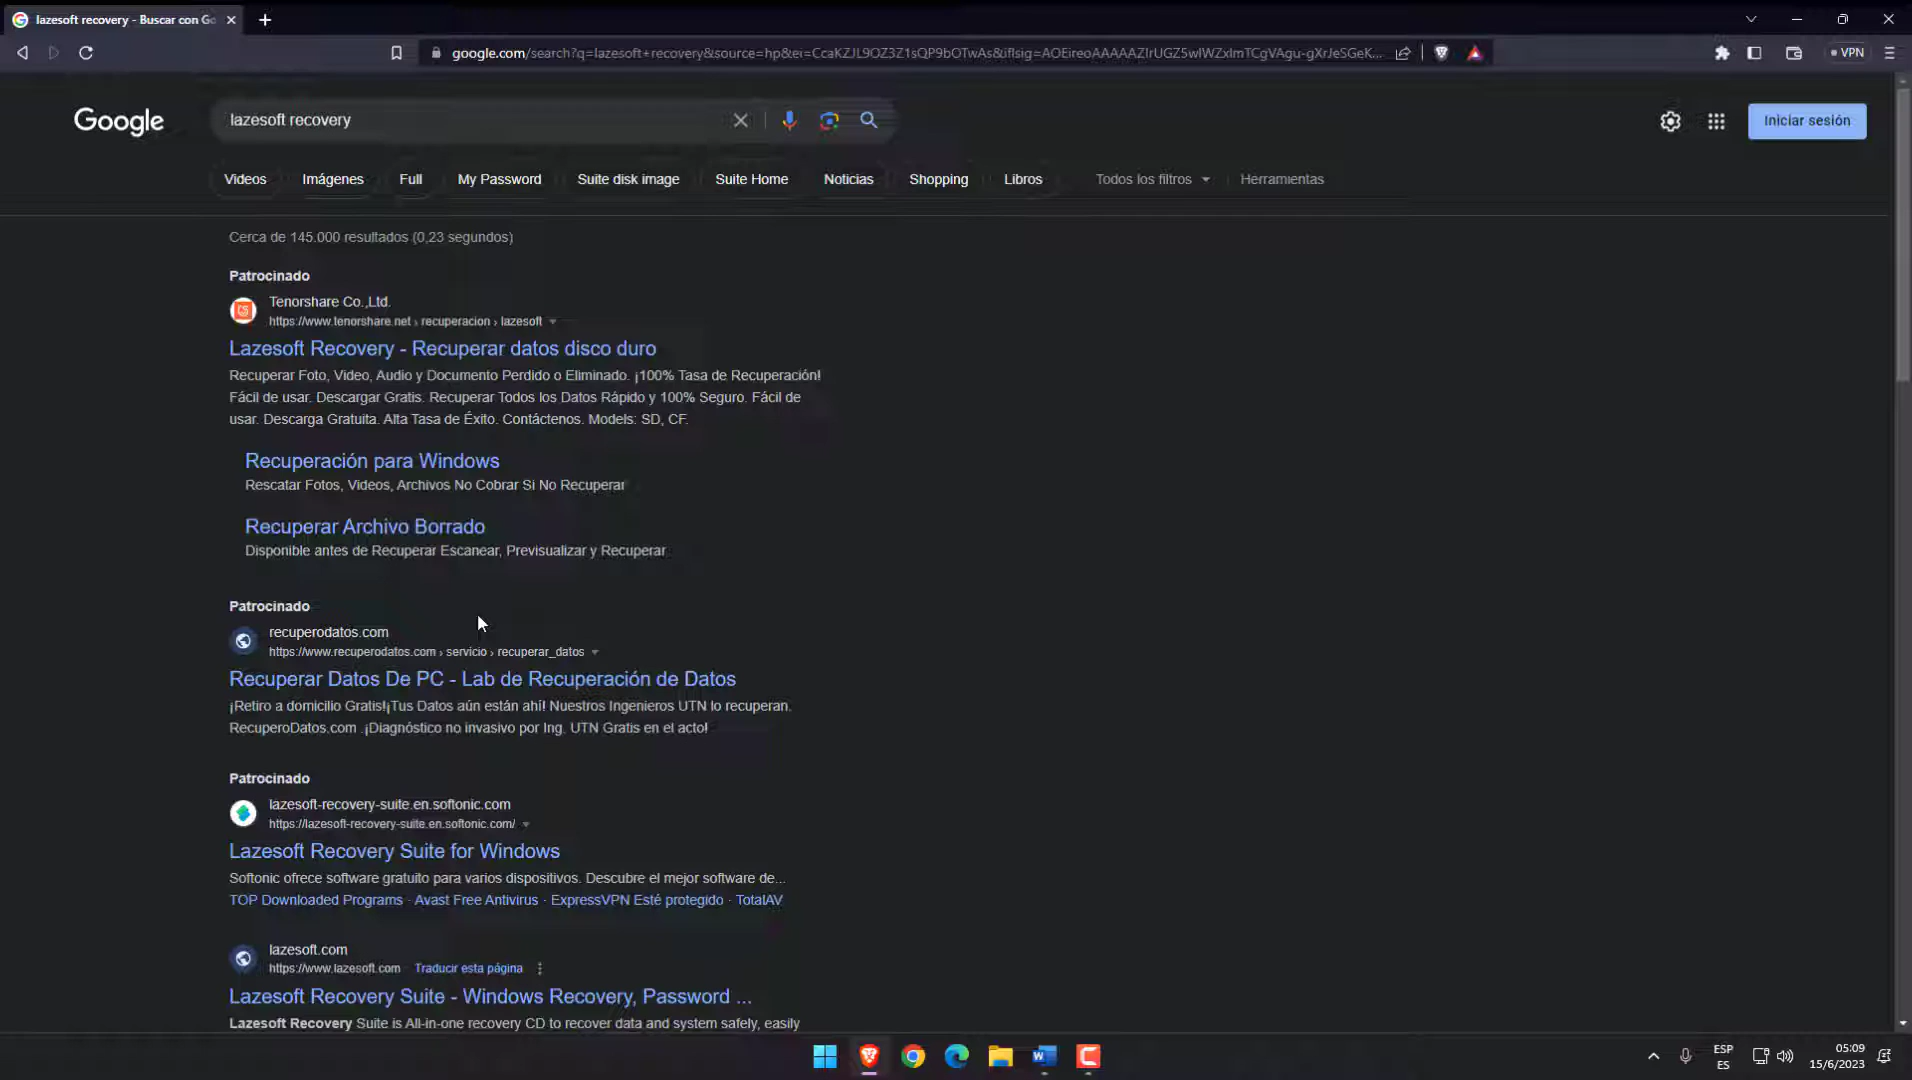 lazesoft recovery - Buscar con Go
google.com/search?q=lazesoft+recovery&source=hp&ei=CcaKZJL9OZ3Z1sQP9bOTwAs&iflsig=AOEireoAAAAAZIrUGZ5wIWZxlmTCgVAgu-gXrJeSGeK...
VPN
Google
lazesoft recovery
Iniciar sesión
Videos
Imágenes
Full
My Password
Suite disk image
Suite Home
Noticias
Shopping
Libros
Todos los filtros
Herramientas
Cerca de 145.000 resultados (0,23 segundos)
Patrocinado
Tenorshare Co.,Ltd.
https://www.tenorshare.net › recuperacion › lazesoft
Lazesoft Recovery - Recuperar datos disco duro
Recuperar Foto, Video, Audio y Documento Perdido o Eliminado. ¡100% Tasa de Recuperación!
Fácil de usar. Descargar Gratis. Recuperar Todos los Datos Rápido y 100% Seguro. Fácil de
usar. Descarga Gratuita. Alta Tasa de Éxito. Contáctenos. Models: SD, CF.
Recuperación para Windows
Rescatar Fotos, Videos, Archivos No Cobrar Si No Recuperar
Recuperar Archivo Borrado
Disponible antes de Recuperar Escanear, Previsualizar y Recuperar
Patrocinado
recuperodatos.com
https://www.recuperodatos.com › servicio › recuperar_datos
Recuperar Datos De PC - Lab de Recuperación de Datos
¡Retiro a domicilio Gratis!¡Tus Datos aún están ahí! Nuestros Ingenieros UTN lo recuperan.
RecuperoDatos.com .¡Diagnóstico no invasivo por Ing. UTN Gratis en el acto!
Patrocinado
lazesoft-recovery-suite.en.softonic.com
https://lazesoft-recovery-suite.en.softonic.com/
Lazesoft Recovery Suite for Windows
Softonic ofrece software gratuito para varios dispositivos. Descubre el mejor software de...
TOP Downloaded Programs · Avast Free Antivirus · ExpressVPN Esté protegido · TotalAV
lazesoft.com
https://www.lazesoft.com Traducir esta página
Lazesoft Recovery Suite - Windows Recovery, Password ...
Lazesoft Recovery Suite is All-in-one recovery CD to recover data and system safely, easily
ESP
ES
05:09
15/6/2023